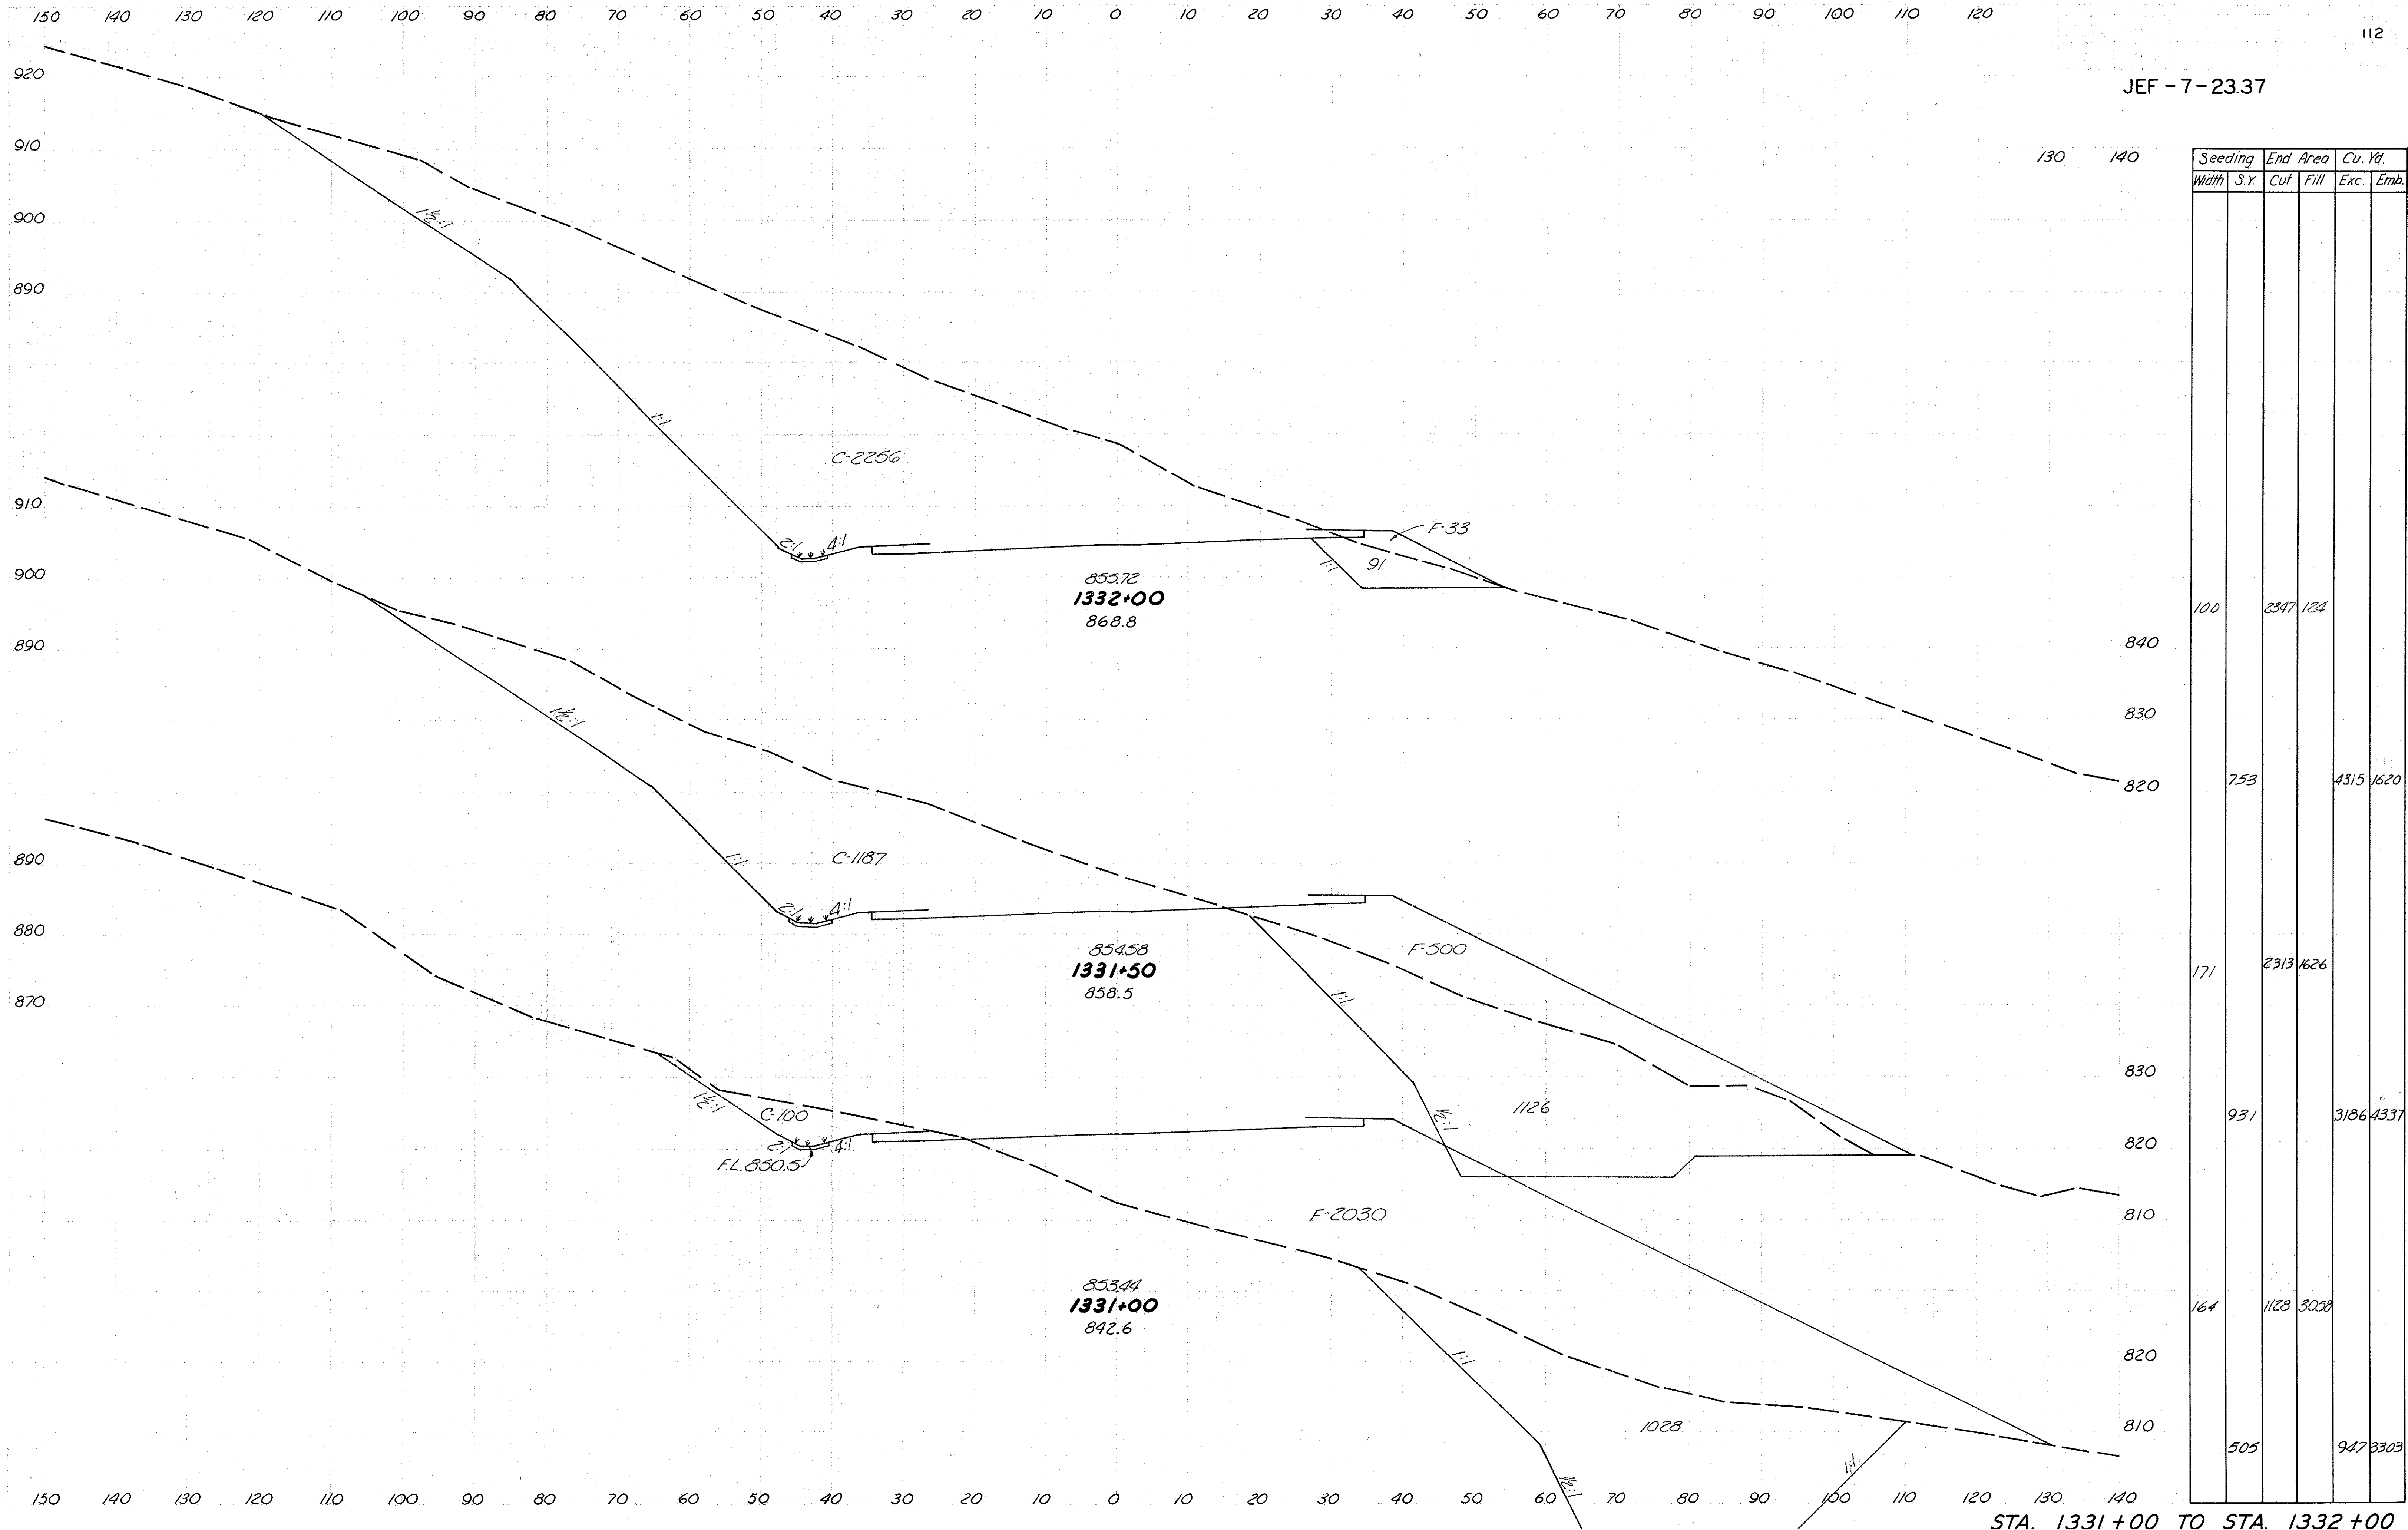 150 140 130 120 110 100 90 80 70 60 50 40 30 20 10 0 10 20 30 40 50 60 70 80 90 100 110 120
112
JEF - 7 - 23.37
130 140
Seeding End Area Cu. Yd.
Width S.Y. Cut Fill Exc. Emb.
920
910
900
890
1½:1
1:1
C-2256
2:1 4:1
F-33
91
1:1
855.72
1332+00
868.8
100 2347 124
840
830
820
753 4315 1620
910
900
890
1½:1
1:1
C-1187
2:1 4:1
F-500
854.58
1331+50
858.5
171 2313 1626
1:1
½:1
1126
830
820
810
931 3186 4337
890
880
870
1½:1
C-100
2:1 4:1
F.L. 850.5
F-2030
853.44
1331+00
842.6
164 1128 3058
1:1
½:1
1028
1:1
820
810
505 947 3303
150 140 130 120 110 100 90 80 70 60 50 40 30 20 10 0 10 20 30 40 50 60 70 80 90 100 110 120 130 140
STA. 1331+00 TO STA. 1332+00